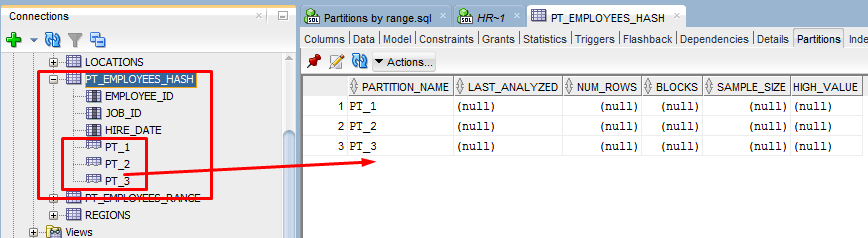 Connections
LOCATIONS
PT_EMPLOYEES_HASH
EMPLOYEE_ID
JOB_ID
HIRE_DATE
PT_1
PT_2
PT_3
PT_EMPLOYEES_RANGE
REGIONS
Views
Partitions by range.sql HR~1 PT_EMPLOYEES_HASH
Columns Data Model Constraints Grants Statistics Triggers Flashback Dependencies Details Partitions Inde
Actions...
PARTITION_NAME LAST_ANALYZED NUM_ROWS BLOCKS SAMPLE_SIZE HIGH_VALUE
1 PT_1 (null) (null) (null) (null) (null)
2 PT_2 (null) (null) (null) (null) (null)
3 PT_3 (null) (null) (null) (null) (null)